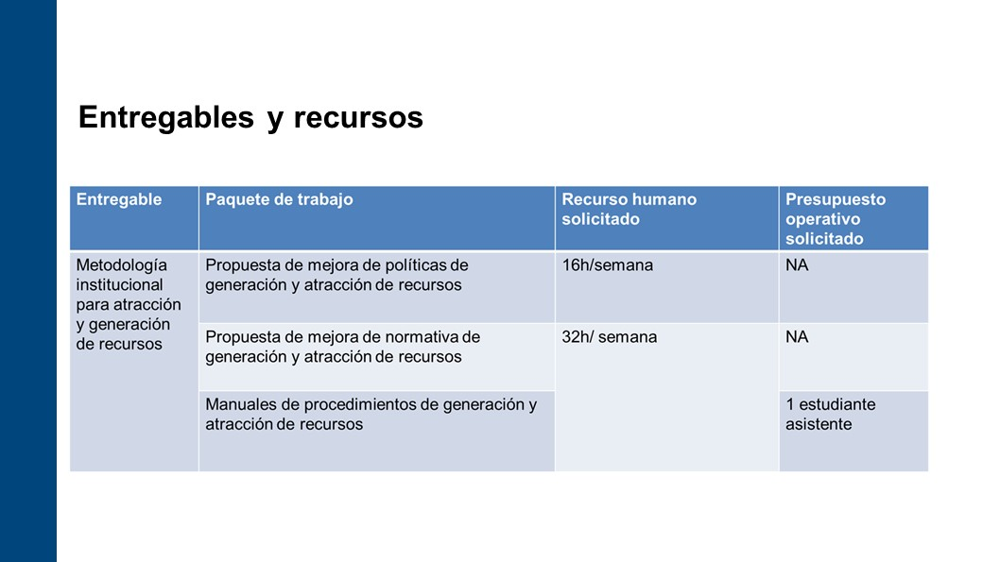 Entregables y recursos
Entregable
Paquete de trabajo
Recurso humano
solicitado
Presupuesto
operativo
solicitado
Metodología
institucional
para atracción
y generación
de recursos
Propuesta de mejora de políticas de
generación y atracción de recursos
16h/semana
NA
Propuesta de mejora de normativa de
generación y atracción de recursos
32h/ semana
NA
Manuales de procedimientos de generación y
atracción de recursos
1 estudiante
asistente